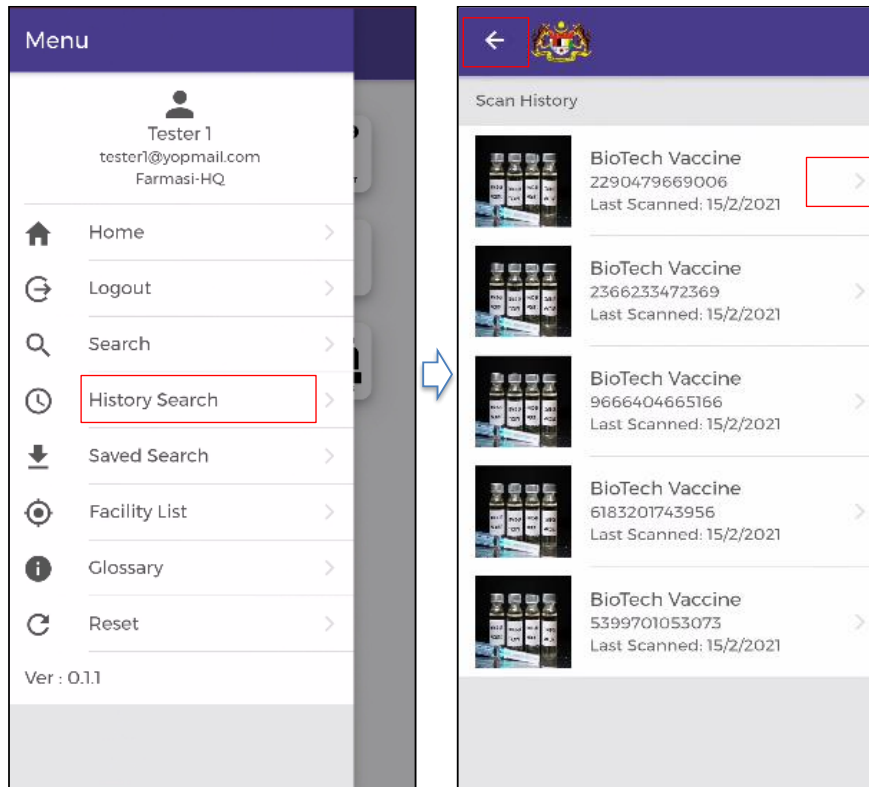 Menu
Tester 1
tester1@yopmail.com
Farmasi-HQ
Home
Logout
Search
History Search
Saved Search
Facility List
Glossary
Reset
Ver : 0.1.1
Scan History
BioTech Vaccine
2290479669006
Last Scanned: 15/2/2021
BioTech Vaccine
2366233472369
Last Scanned: 15/2/2021
BioTech Vaccine
9666404665166
Last Scanned: 15/2/2021
BioTech Vaccine
6183201743956
Last Scanned: 15/2/2021
BioTech Vaccine
5399701053073
Last Scanned: 15/2/2021